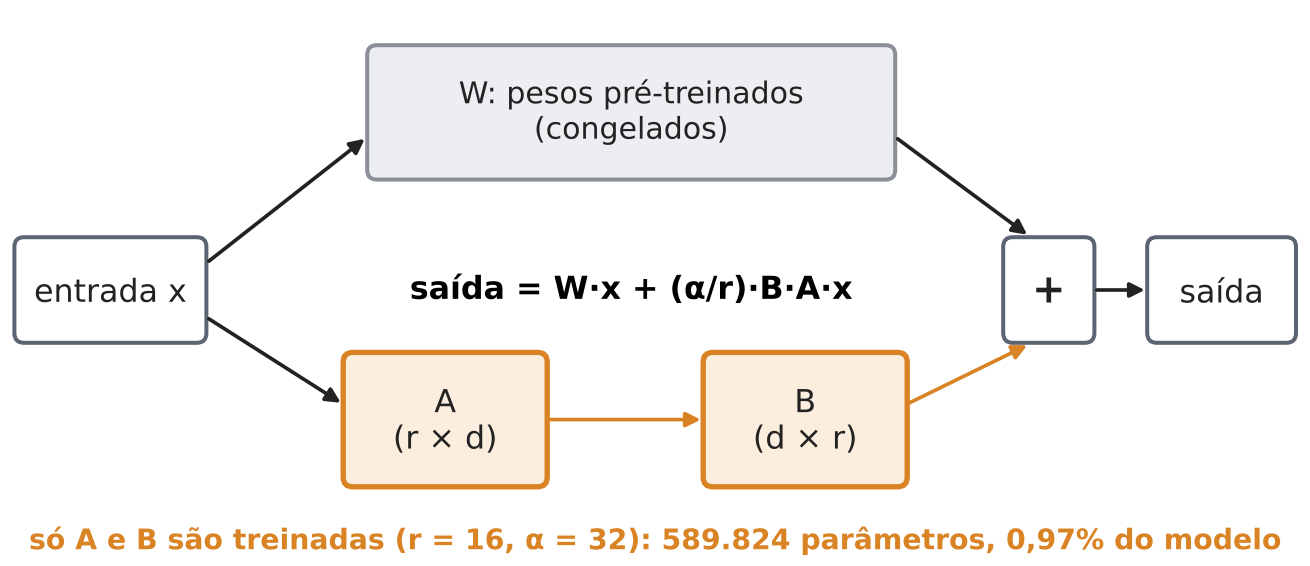 W: pesos pré-treinados
(congelados)
entrada x
saída = W·x + (α/r)·B·A·x
+
saída
A
(r × d)
B
(d × r)
só A e B são treinadas (r = 16, α = 32): 589.824 parâmetros, 0,97% do modelo